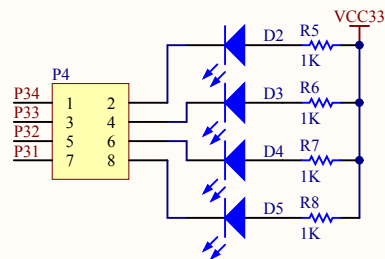 VCC33
D2 R5
1K
P4
P34 1 2
P33 3 4
P32 5 6
P31 7 8
D3 R6
1K
D4 R7
1K
D5 R8
1K